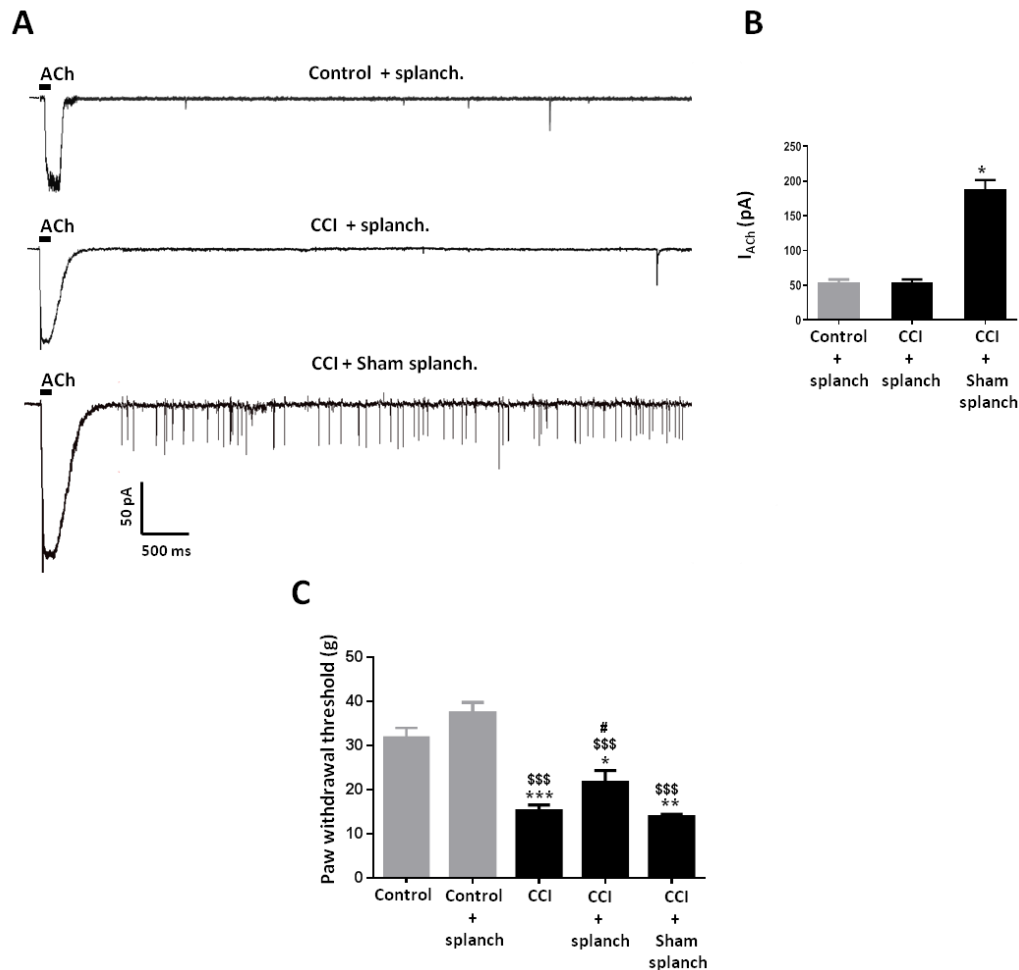 A
ACh
Control + splanch.
ACh
CCI + splanch.
ACh
CCI + Sham splanch.
50 pA
500 ms
B
I_ACh (pA)
250
200
150
100
50
0
*
Control
+
splanch
CCI
+
splanch
CCI
+
Sham
splanch
C
Paw withdrawal threshold (g)
50
40
30
20
10
0
$$$
***
#
$$$
*
$$$
**
Control
Control
+
splanch
CCI
CCI
+
splanch
CCI
+
Sham
splanch